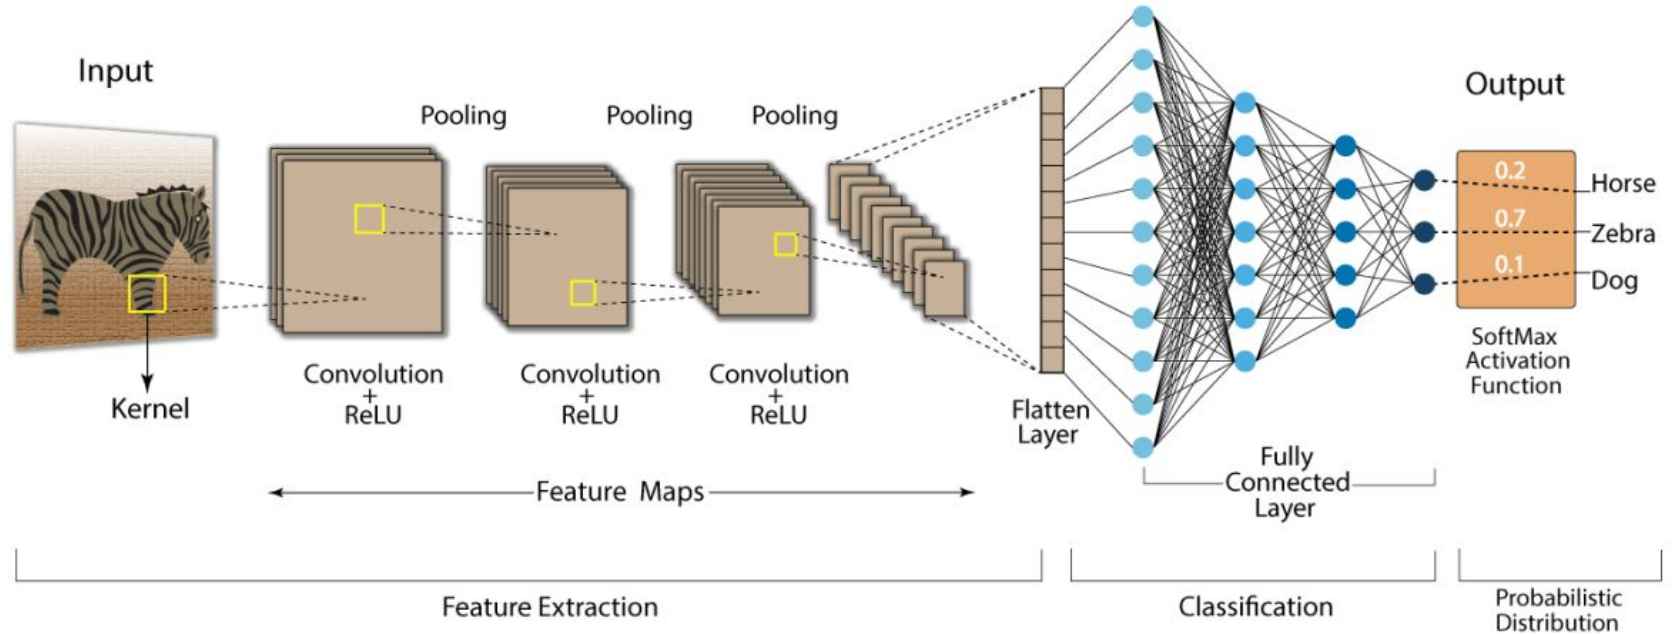 Input
Pooling
Pooling
Pooling
Output
0.2
Horse
0.7
Zebra
0.1
Dog
Kernel
Convolution
+
ReLU
Convolution
+
ReLU
Convolution
+
ReLU
Flatten
Layer
SoftMax
Activation
Function
Feature Maps
Fully
Connected
Layer
Feature Extraction
Classification
Probabilistic
Distribution